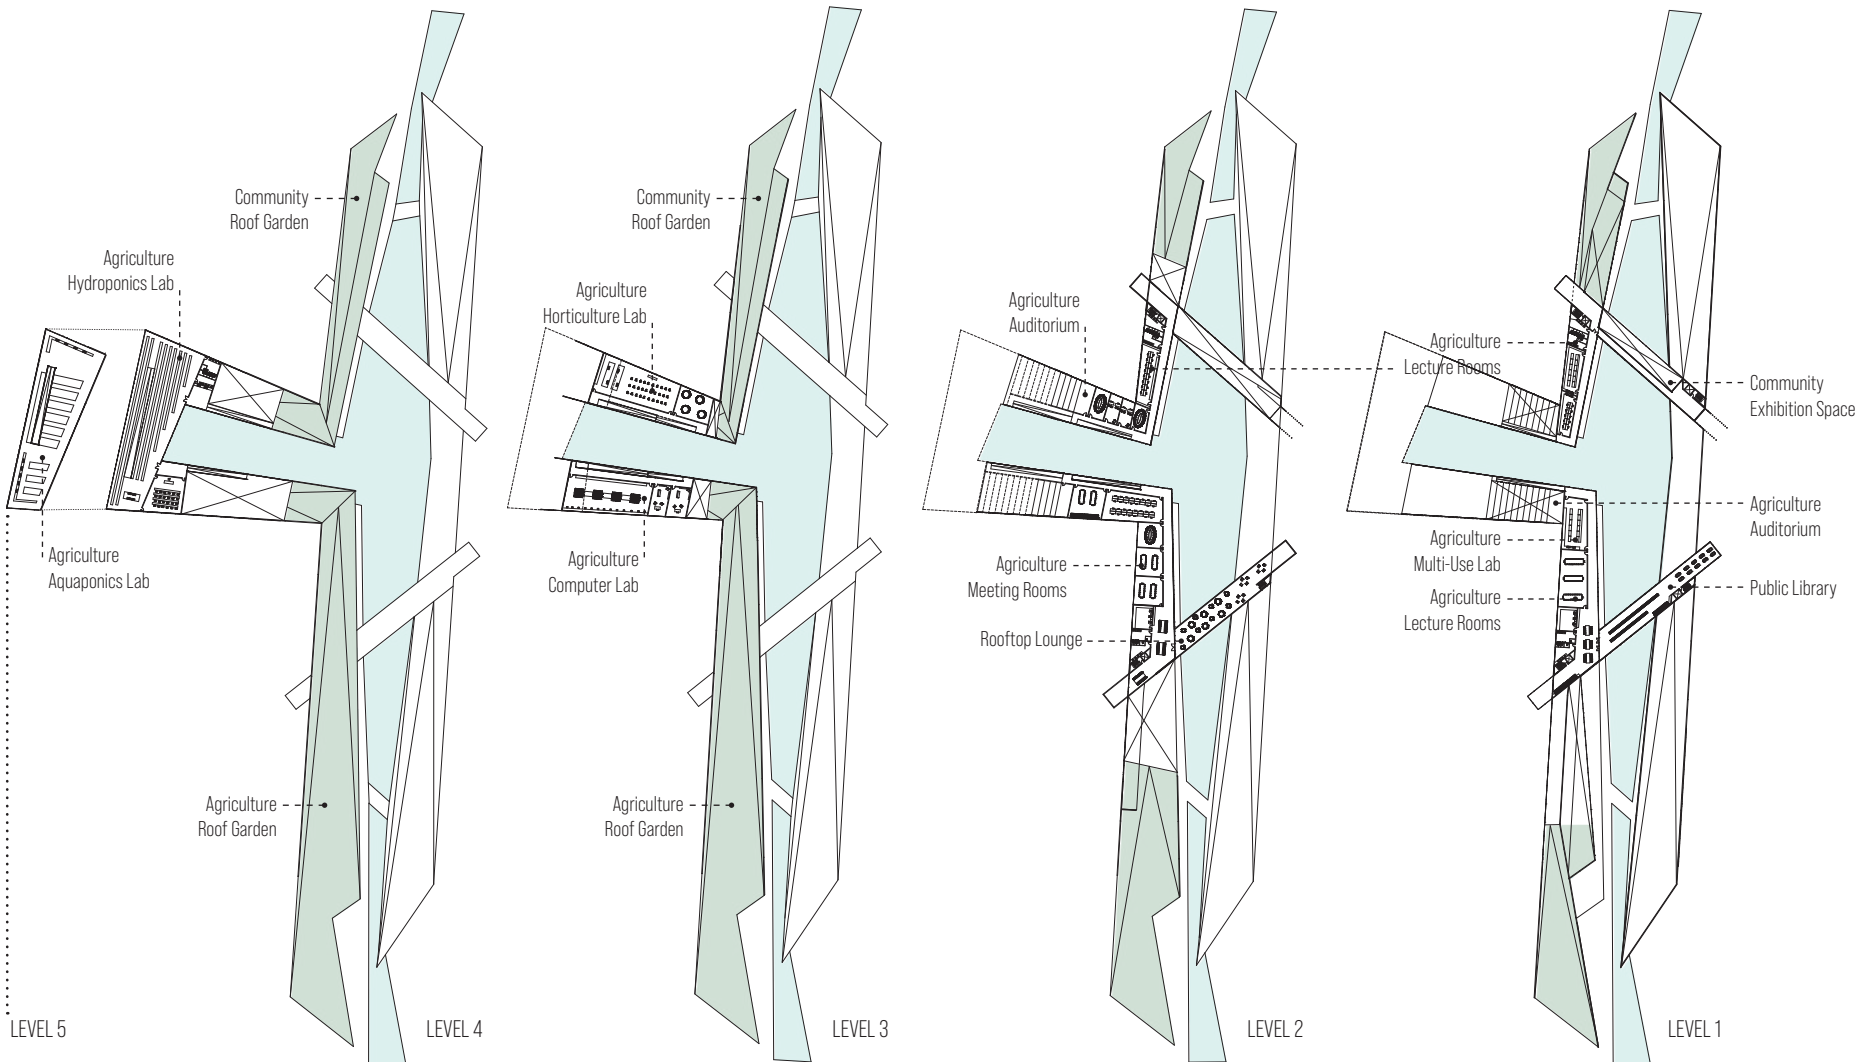 Community
Roof Garden
Agriculture
Hydroponics Lab
Agriculture
Aquaponics Lab
Agriculture
Roof Garden
LEVEL 5
LEVEL 4
Community
Roof Garden
Agriculture
Horticulture Lab
Agriculture
Computer Lab
Agriculture
Roof Garden
LEVEL 3
Agriculture
Auditorium
Agriculture
Meeting Rooms
Rooftop Lounge
LEVEL 2
Agriculture
Lecture Rooms
Community
Exhibition Space
Agriculture
Auditorium
Agriculture
Multi-Use Lab
Public Library
Agriculture
Lecture Rooms
LEVEL 1